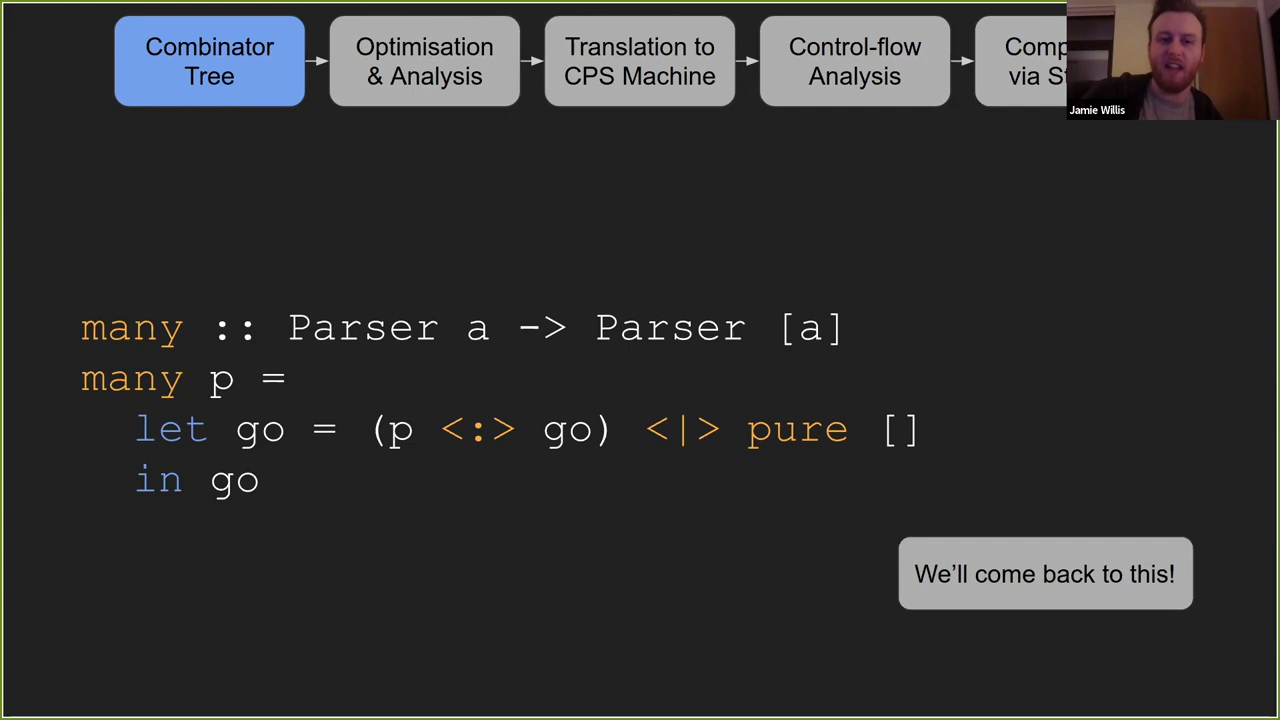 Combinator
Tree
Optimisation
& Analysis
Translation to
CPS Machine
Control-flow
Analysis
via
Jamie Willis
many :: Parser a -> Parser [a]
many p =
let go = (p <:> go) <|> pure []
in go
We'll come back to this!